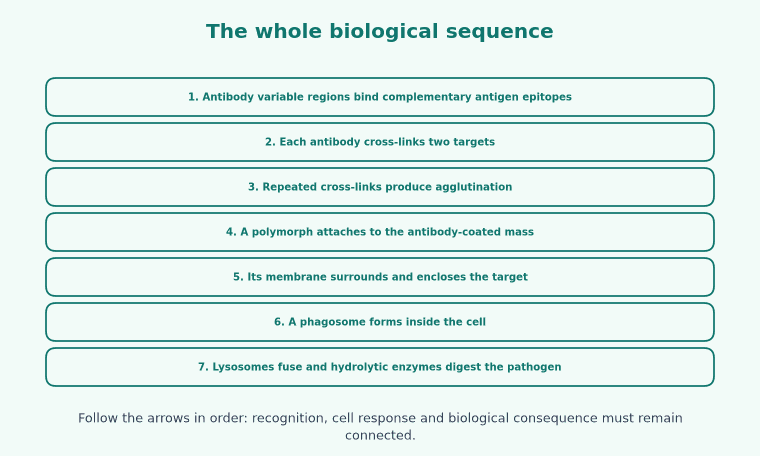 The whole biological sequence
1. Antibody variable regions bind complementary antigen epitopes
2. Each antibody cross-links two targets
3. Repeated cross-links produce agglutination
4. A polymorph attaches to the antibody-coated mass
5. Its membrane surrounds and encloses the target
6. A phagosome forms inside the cell
7. Lysosomes fuse and hydrolytic enzymes digest the pathogen
Follow the arrows in order: recognition, cell response and biological consequence must remain
connected.